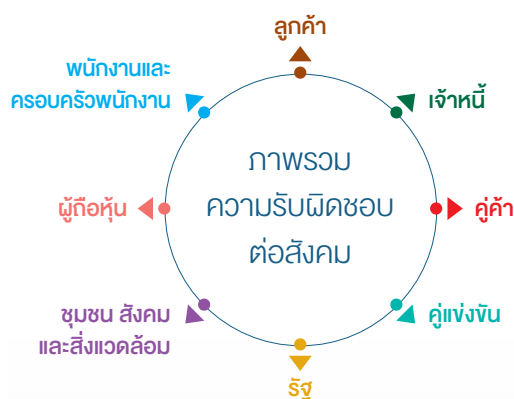 ลูกค้า
พนักงานและ
ครอบครัวพนักงาน
เจ้าหนี้
ภาพรวม
ความรับผิดชอบ
ต่อสังคม
ผู้ถือหุ้น
คู่ค้า
ชุมชน สังคม
และสิ่งแวดล้อม
คู่แข่งขัน
รัฐ